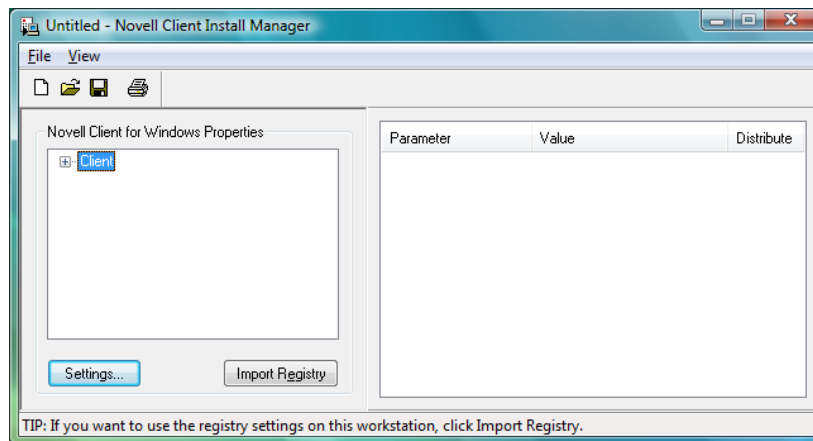 Untitled - Novell Client Install Manager
File View
Novell Client for Windows Properties
Client
Parameter Value Distribute
Settings... Import Registry
TIP: If you want to use the registry settings on this workstation, click Import Registry.